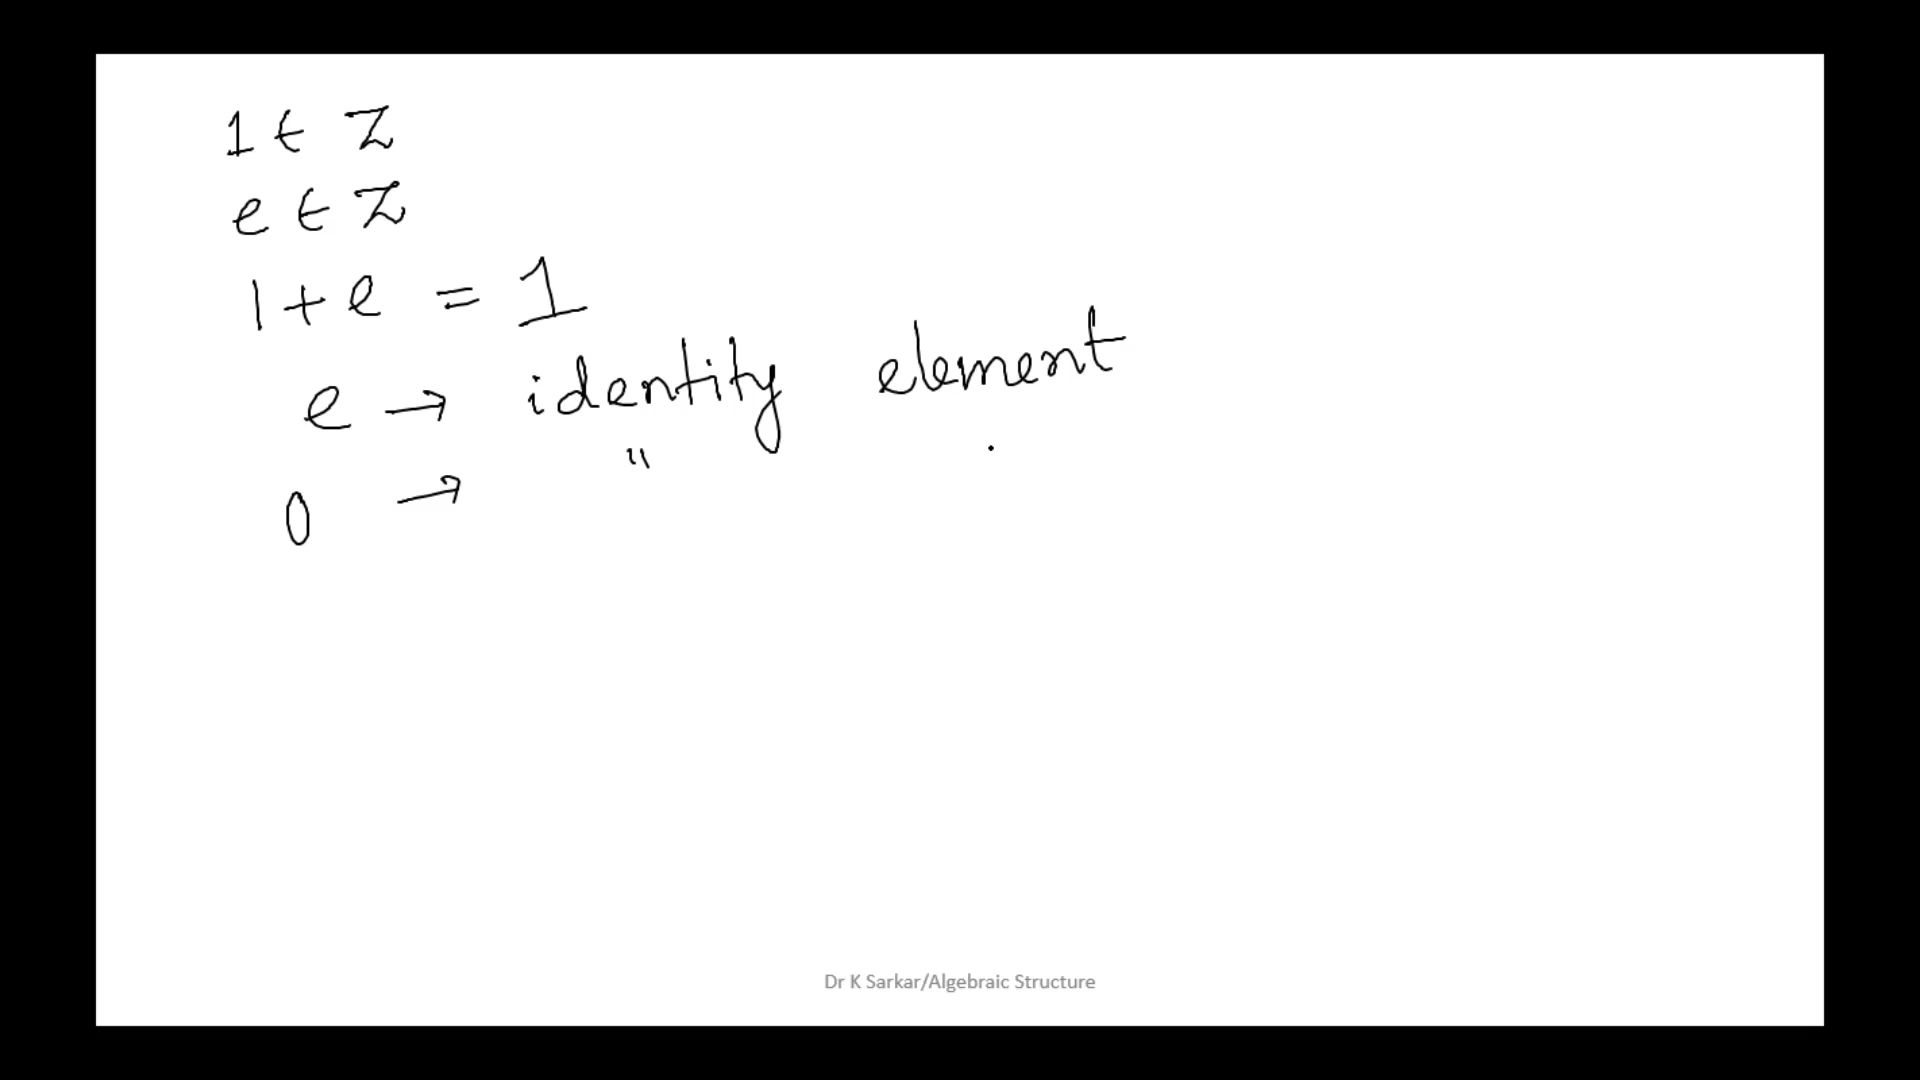 1 ∈ Z
e ∈ Z
1 + e = 1
e → identity element
0 → "
Dr K Sarkar/Algebraic Structure